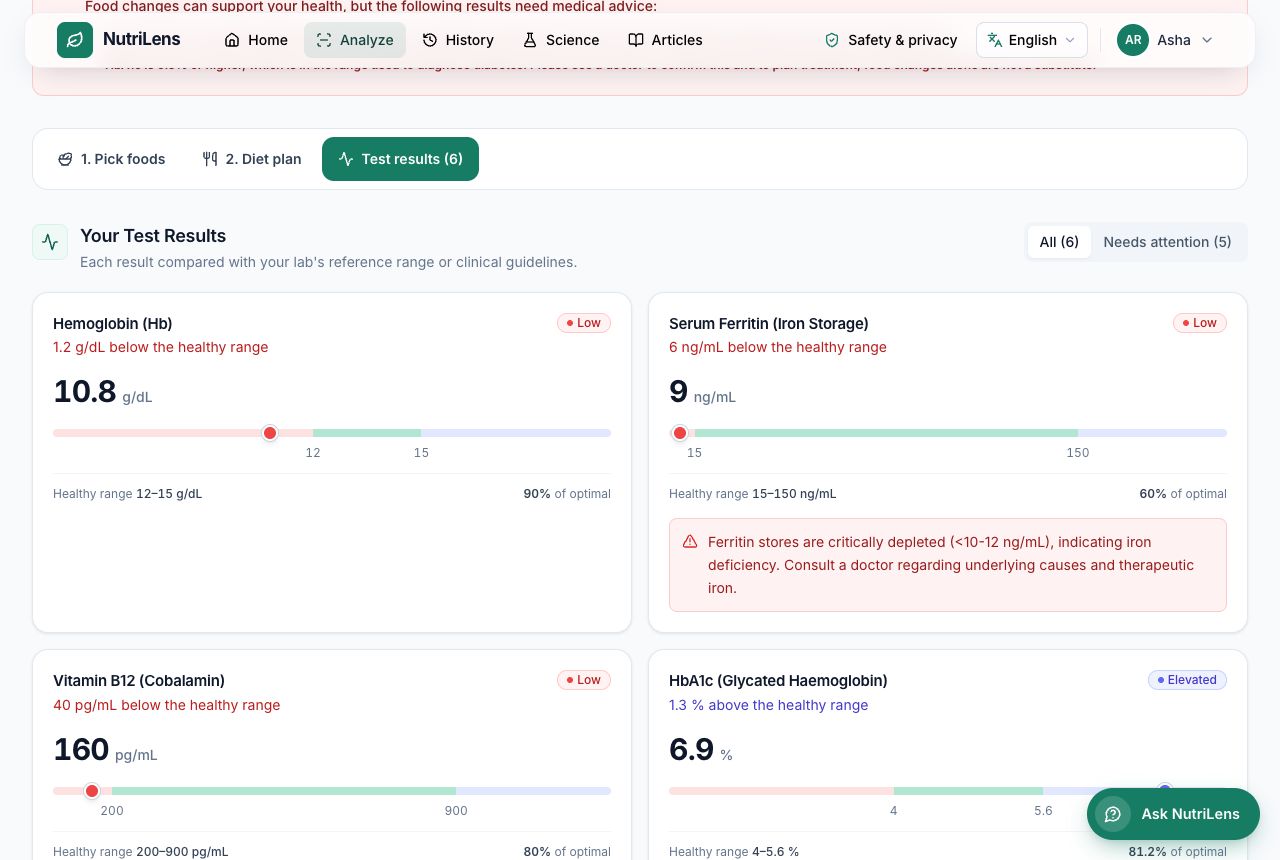 Food changes can support your health, but the following results need medical advice:
NutriLens
Home
Analyze
History
Science
Articles
Safety & privacy
English
AR
Asha
1. Pick foods
2. Diet plan
Test results (6)
Your Test Results
Each result compared with your lab's reference range or clinical guidelines.
All (6)
Needs attention (5)
Hemoglobin (Hb)
Low
1.2 g/dL below the healthy range
10.8 g/dL
12
15
Healthy range 12–15 g/dL
90% of optimal
Serum Ferritin (Iron Storage)
Low
6 ng/mL below the healthy range
9 ng/mL
15
150
Healthy range 15–150 ng/mL
60% of optimal
Ferritin stores are critically depleted (<10-12 ng/mL), indicating iron
deficiency. Consult a doctor regarding underlying causes and therapeutic
iron.
Vitamin B12 (Cobalamin)
Low
40 pg/mL below the healthy range
160 pg/mL
200
900
Healthy range 200–900 pg/mL
80% of optimal
HbA1c (Glycated Haemoglobin)
Elevated
1.3 % above the healthy range
6.9 %
4
5.6
Healthy range 4–5.6 %
81.2% of optimal
Ask NutriLens